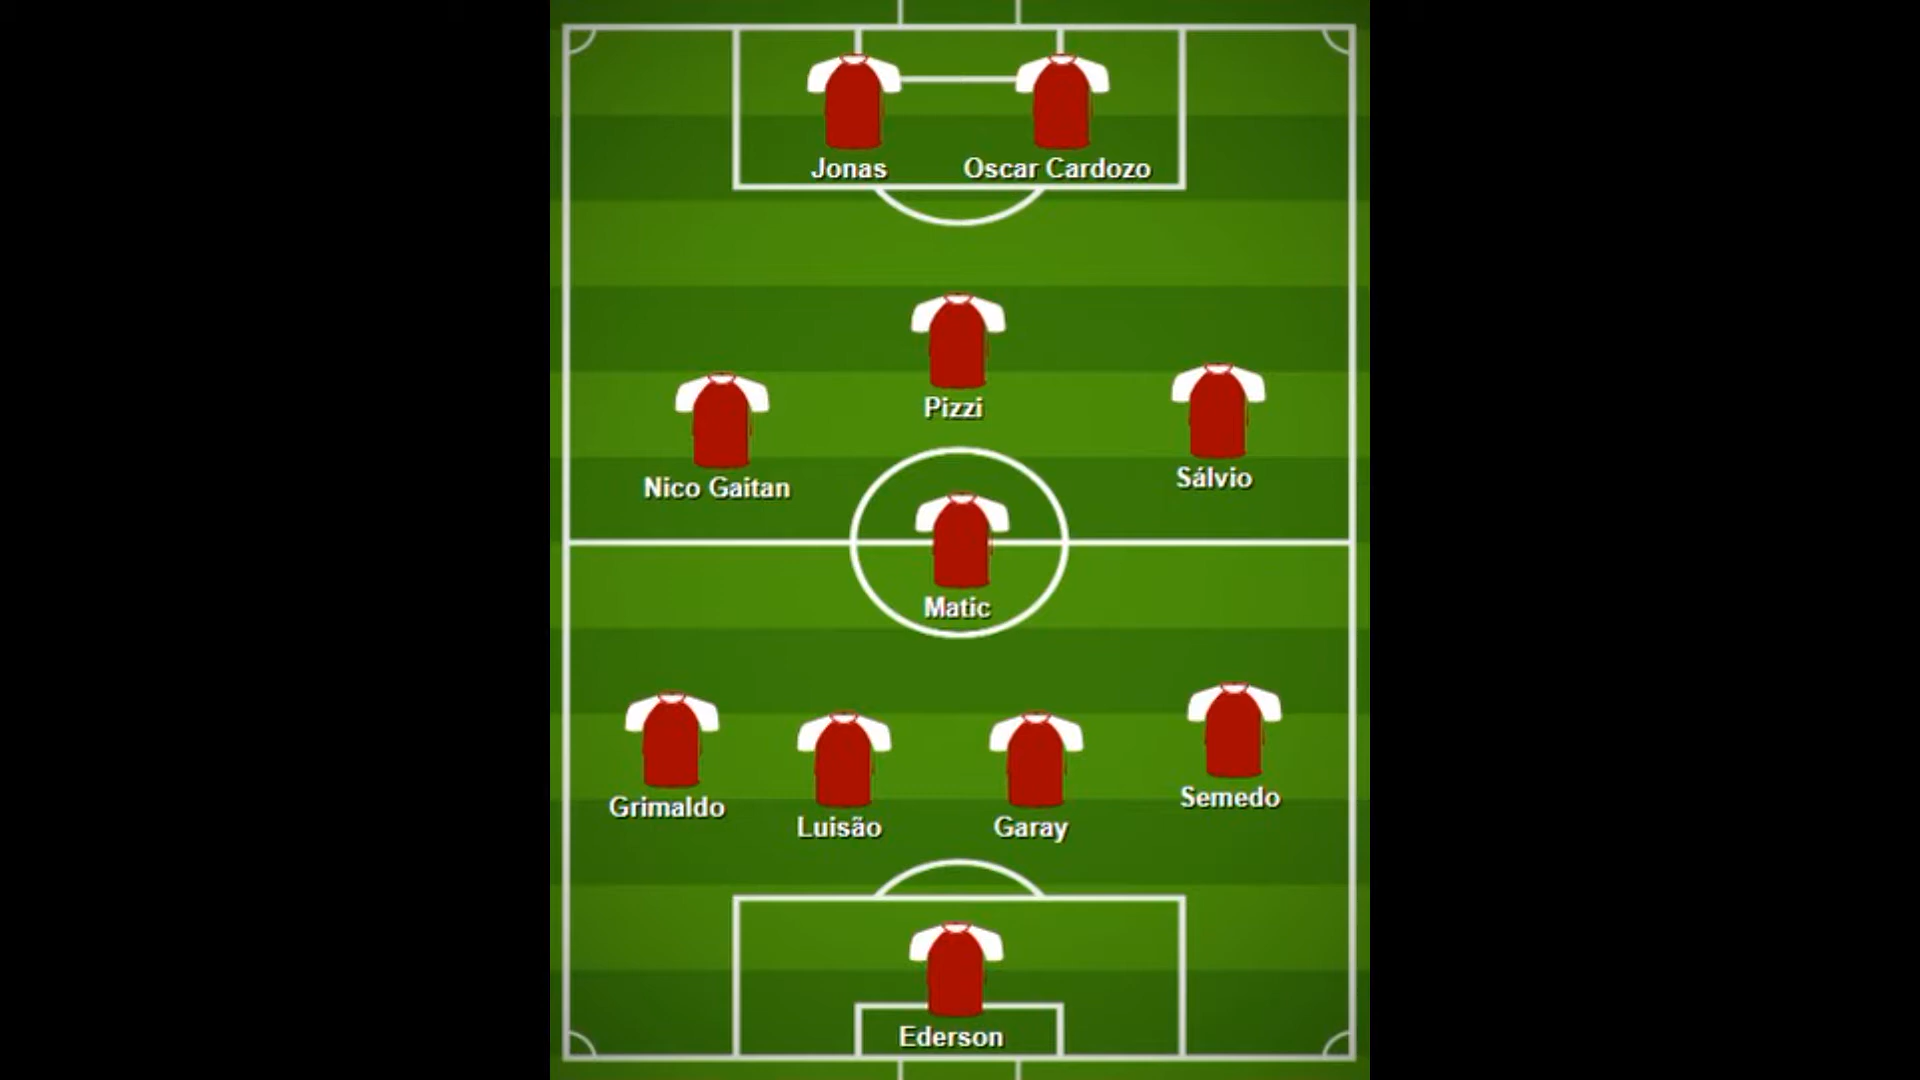 Jonas
Oscar Cardozo
Pizzi
Nico Gaitan
Sálvio
Matic
Grimaldo
Luisão
Garay
Semedo
Ederson